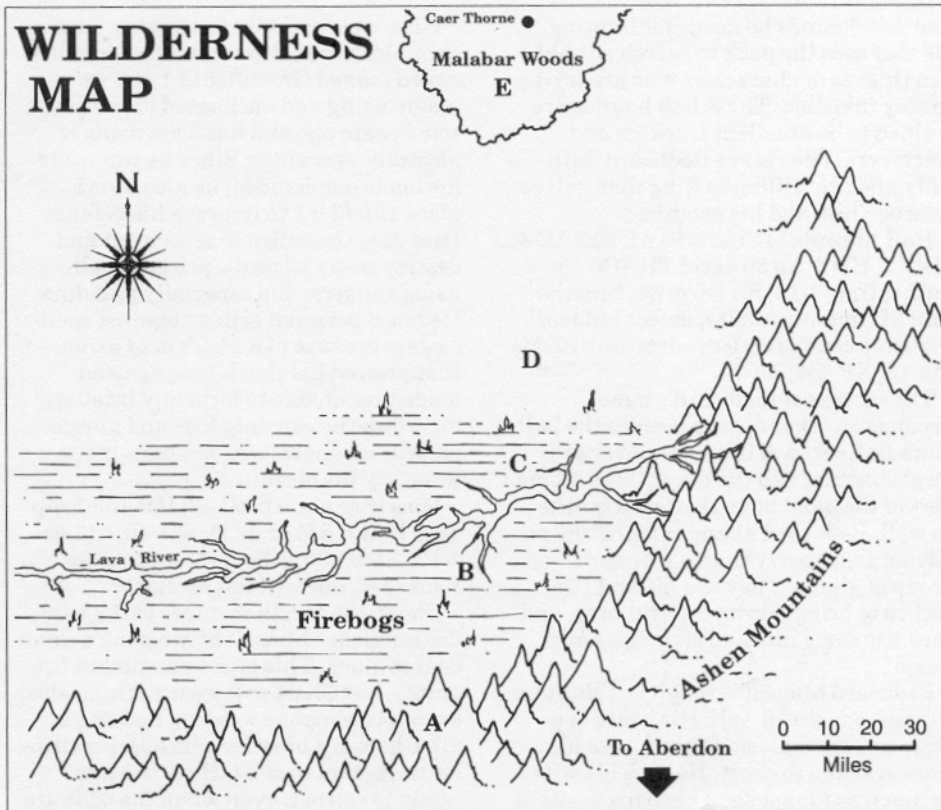 WILDERNESS
MAP
Caer Thorne
Malabar Woods
E
N
D
C
Lava River
B
Firebogs
A
Ashen Mountains
To Aberdon
0 10 20 30
Miles